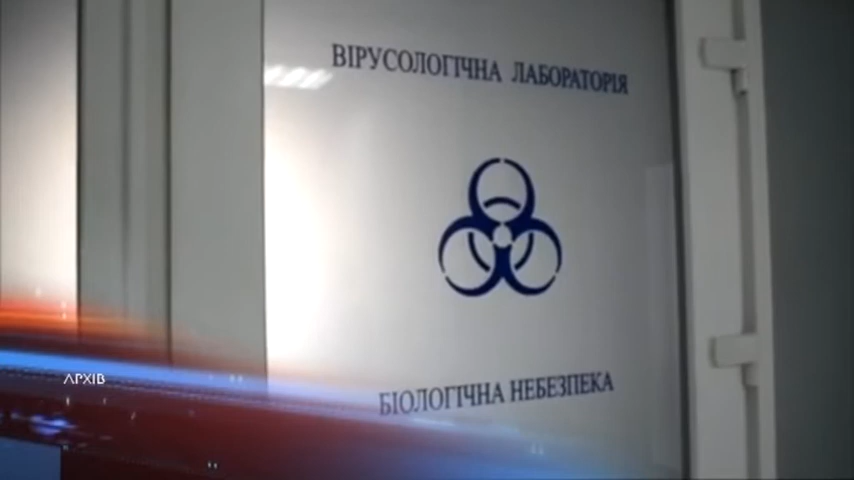 ВІРУСОЛОГІЧНА ЛАБОРАТОРІЯ
БІОЛОГІЧНА НЕБЕЗПЕКА
АРХІВ